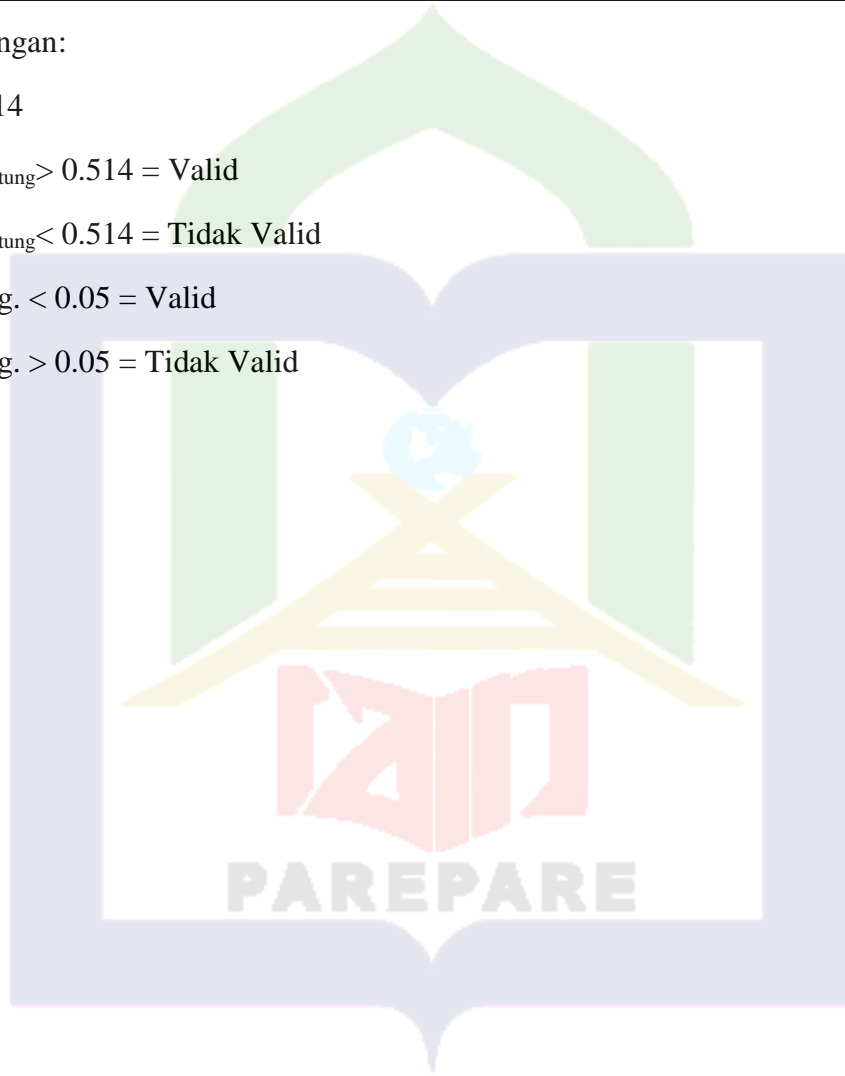 ngan:
14
tung> 0.514 = Valid
tung< 0.514 = Tidak Valid
g. < 0.05 = Valid
g. > 0.05 = Tidak Valid
iain
PAREPARE